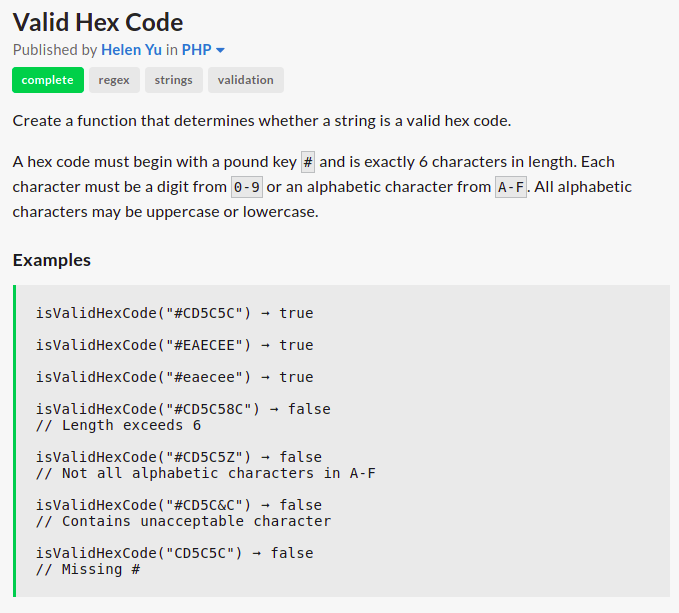 Valid Hex Code
Published by Helen Yu in PHP
complete regex strings validation
Create a function that determines whether a string is a valid hex code.
A hex code must begin with a pound key # and is exactly 6 characters in length. Each
character must be a digit from 0-9 or an alphabetic character from A-F. All alphabetic
characters may be uppercase or lowercase.
Examples
isValidHexCode("#CD5C5C") → true
isValidHexCode("#EAECEE") → true
isValidHexCode("#eaecee") → true
isValidHexCode("#CD5C58C") → false
// Length exceeds 6
isValidHexCode("#CD5C5Z") → false
// Not all alphabetic characters in A-F
isValidHexCode("#CD5C&C") → false
// Contains unacceptable character
isValidHexCode("CD5C5C") → false
// Missing #